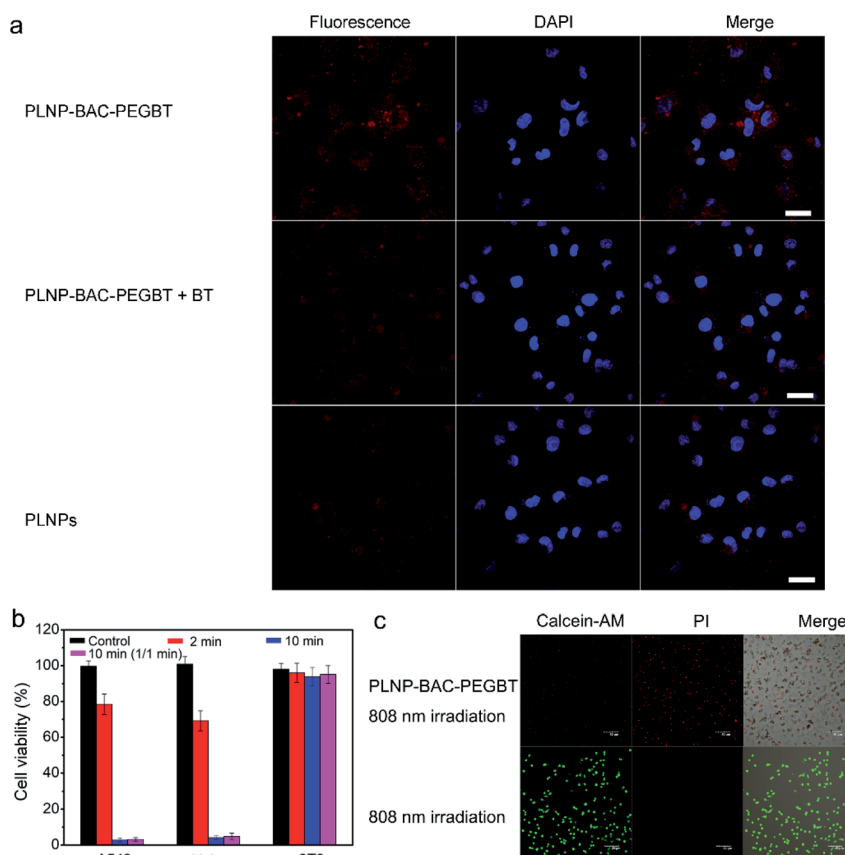 a
Fluorescence DAPI Merge
PLNP-BAC-PEGBT
PLNP-BAC-PEGBT + BT
PLNPs
b
Control 2 min 10 min
10 min (1/1 min)
120
100
80
60
40
20
0
Cell viability (%)
c
Calcein-AM PI Merge
PLNP-BAC-PEGBT
808 nm irradiation
808 nm irradiation